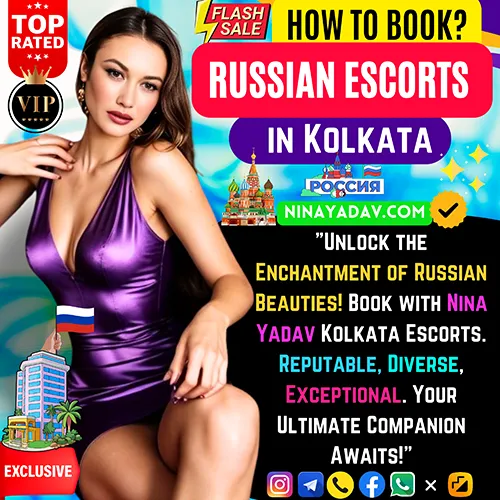 TOP
RATED
VIP
FLASH
SALE
HOW TO BOOK?
RUSSIAN ESCORTS
IN KOLKATA
РОССИЯ
NINAYADAV.COM
"UNLOCK THE
ENCHANTMENT OF RUSSIAN
BEAUTIES! BOOK WITH NINA
YADAV KOLKATA ESCORTS.
REPUTABLE, DIVERSE,
EXCEPTIONAL. YOUR
ULTIMATE COMPANION
AWAITS!"
EXCLUSIVE
×